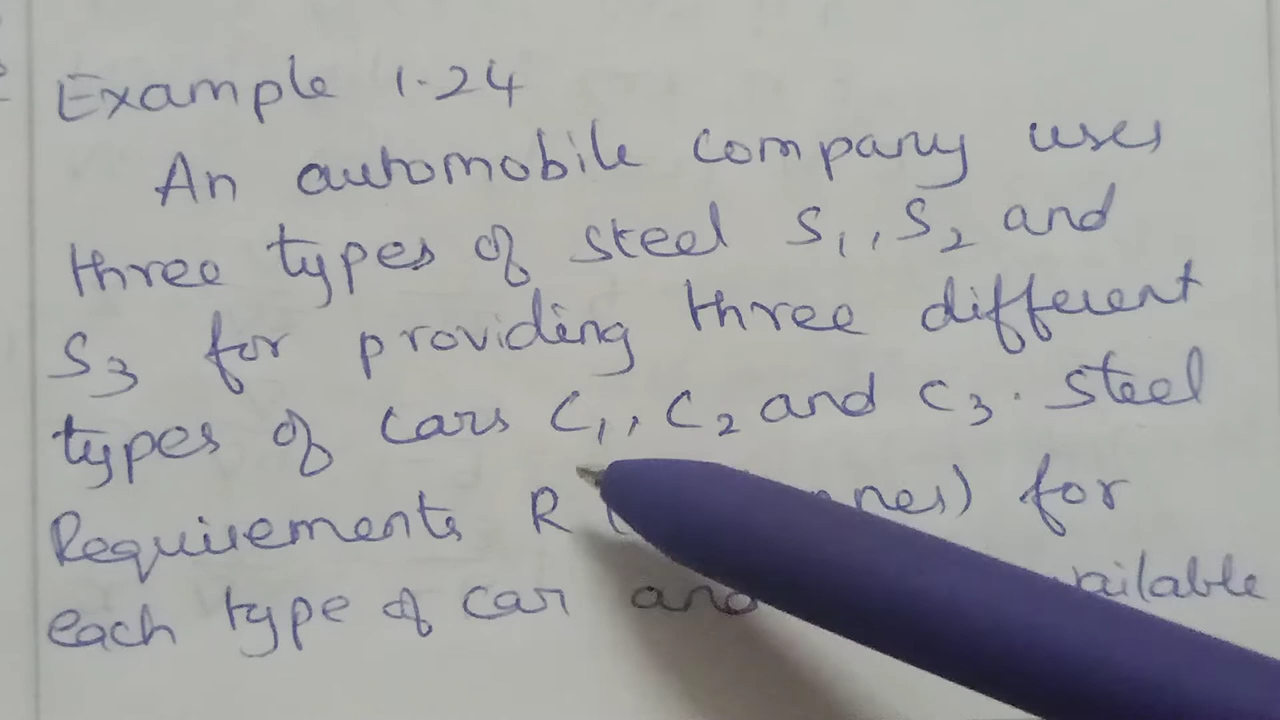 Example 1.24
An automobile company uses
three types of steel S1, S2 and
S3 for providing three different
types of cars C1, C2 and C3. Steel
Requirements R (
for
each type of car and